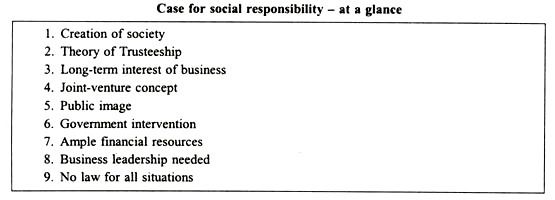 Case for social responsibility – at a glance
1. Creation of society
2. Theory of Trusteeship
3. Long-term interest of business
4. Joint-venture concept
5. Public image
6. Government intervention
7. Ample financial resources
8. Business leadership needed
9. No law for all situations